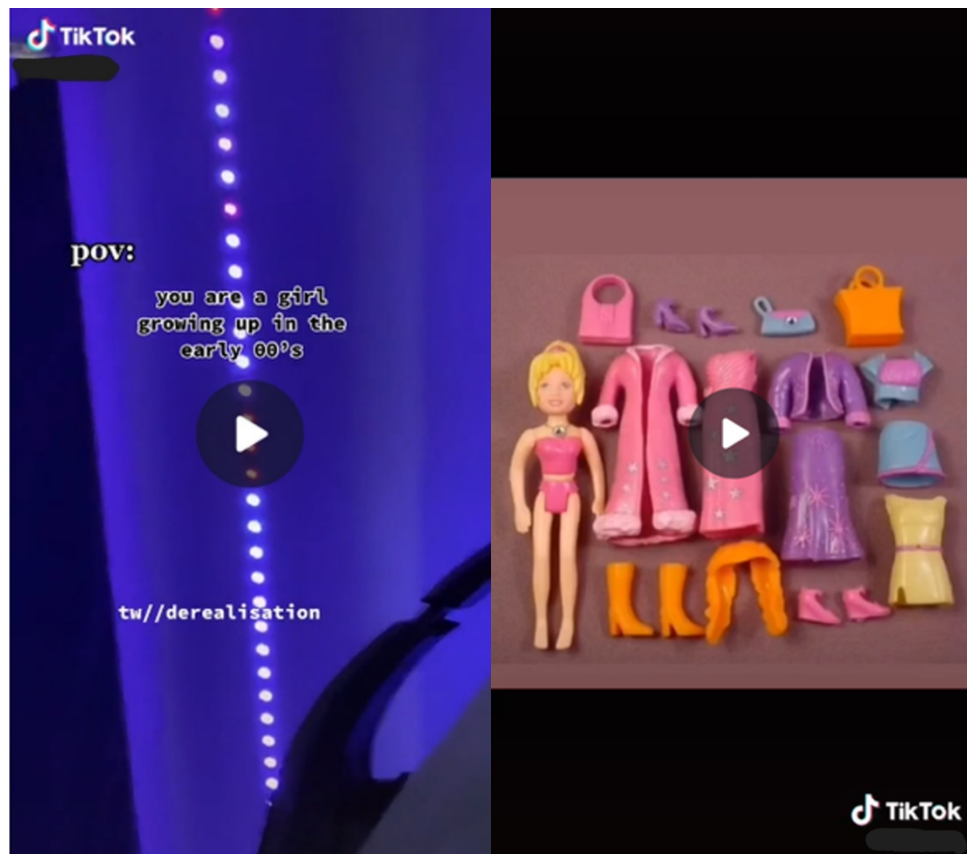 TikTok
pov:
you are a girl
growing up in the
early 00's
tw//derealisation
TikTok